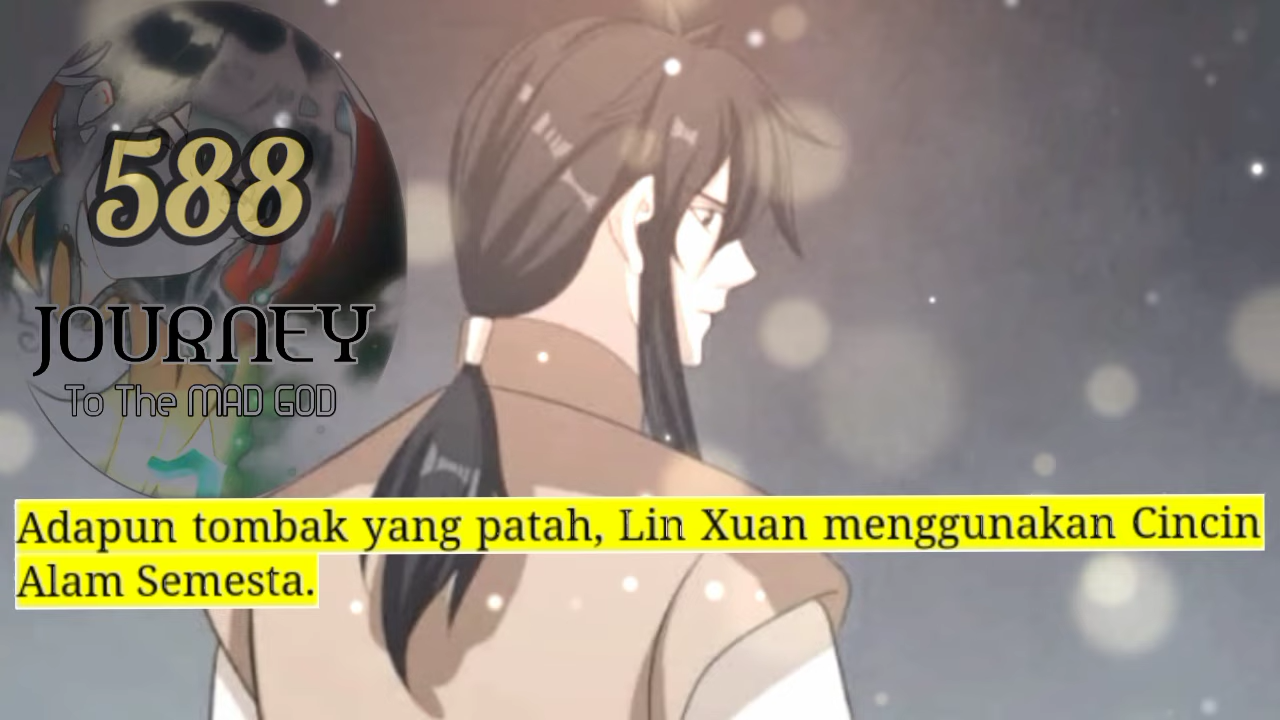 588
JOURNEY
To The MAD GOD
Adapun tombak yang patah, Lin Xuan menggunakan Cincin
Alam Semesta.